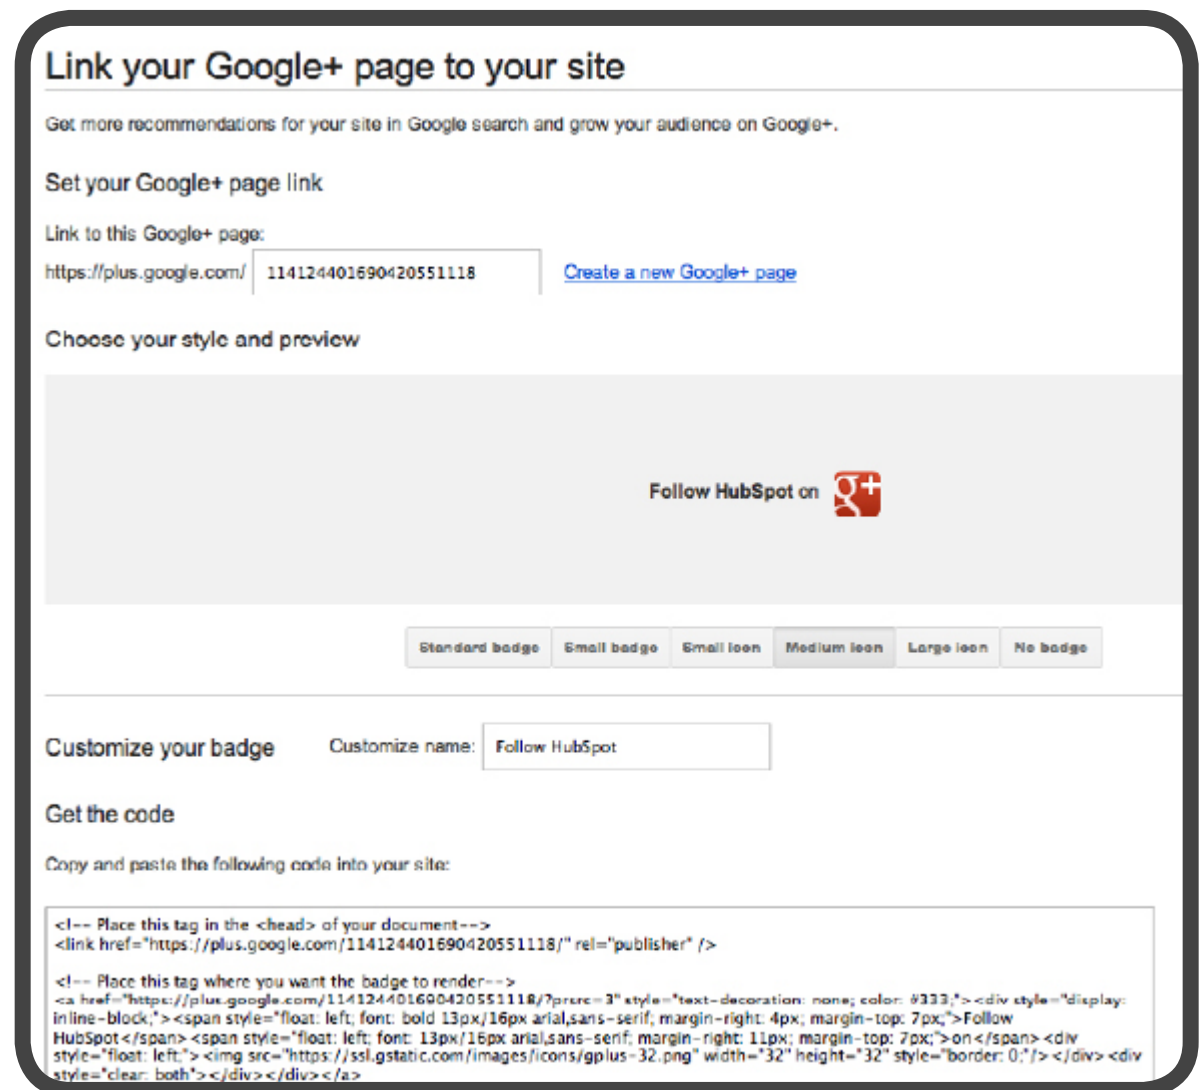 Link your Google+ page to your site
Get more recommendations for your site in Google search and grow your audience on Google+.
Set your Google+ page link
Link to this Google+ page:
https://plus.google.com/ 114124401690420551118 Create a new Google+ page
Choose your style and preview
Follow HubSpot on g+
Standard badge Small badge Small icon Medium icon Large icon No badge
Customize your badge Customize name: Follow HubSpot
Get the code
Copy and paste the following code into your site:
<!-- Place this tag in the <head> of your document-->
<link href="https://plus.google.com/114124401690420551118/" rel="publisher" />
<!-- Place this tag where you want the badge to render-->
<a href="https://plus.google.com/114124401690420551118/?prsrc=3" style="text-decoration: none; color: #333;"><div style="display:
inline-block;"><span style="float: left; font: bold 13px/16px arial,sans-serif; margin-right: 4px; margin-top: 7px;">Follow
HubSpot</span><span style="float: left; font: 13px/16px arial,sans-serif; margin-right: 11px; margin-top: 7px;">on</span><div
style="float: left;"><img src="https://ssl.gstatic.com/images/icons/gplus-32.png" width="32" height="32" style="border: 0;"/></div><div
style="clear: both"></div></div></a>